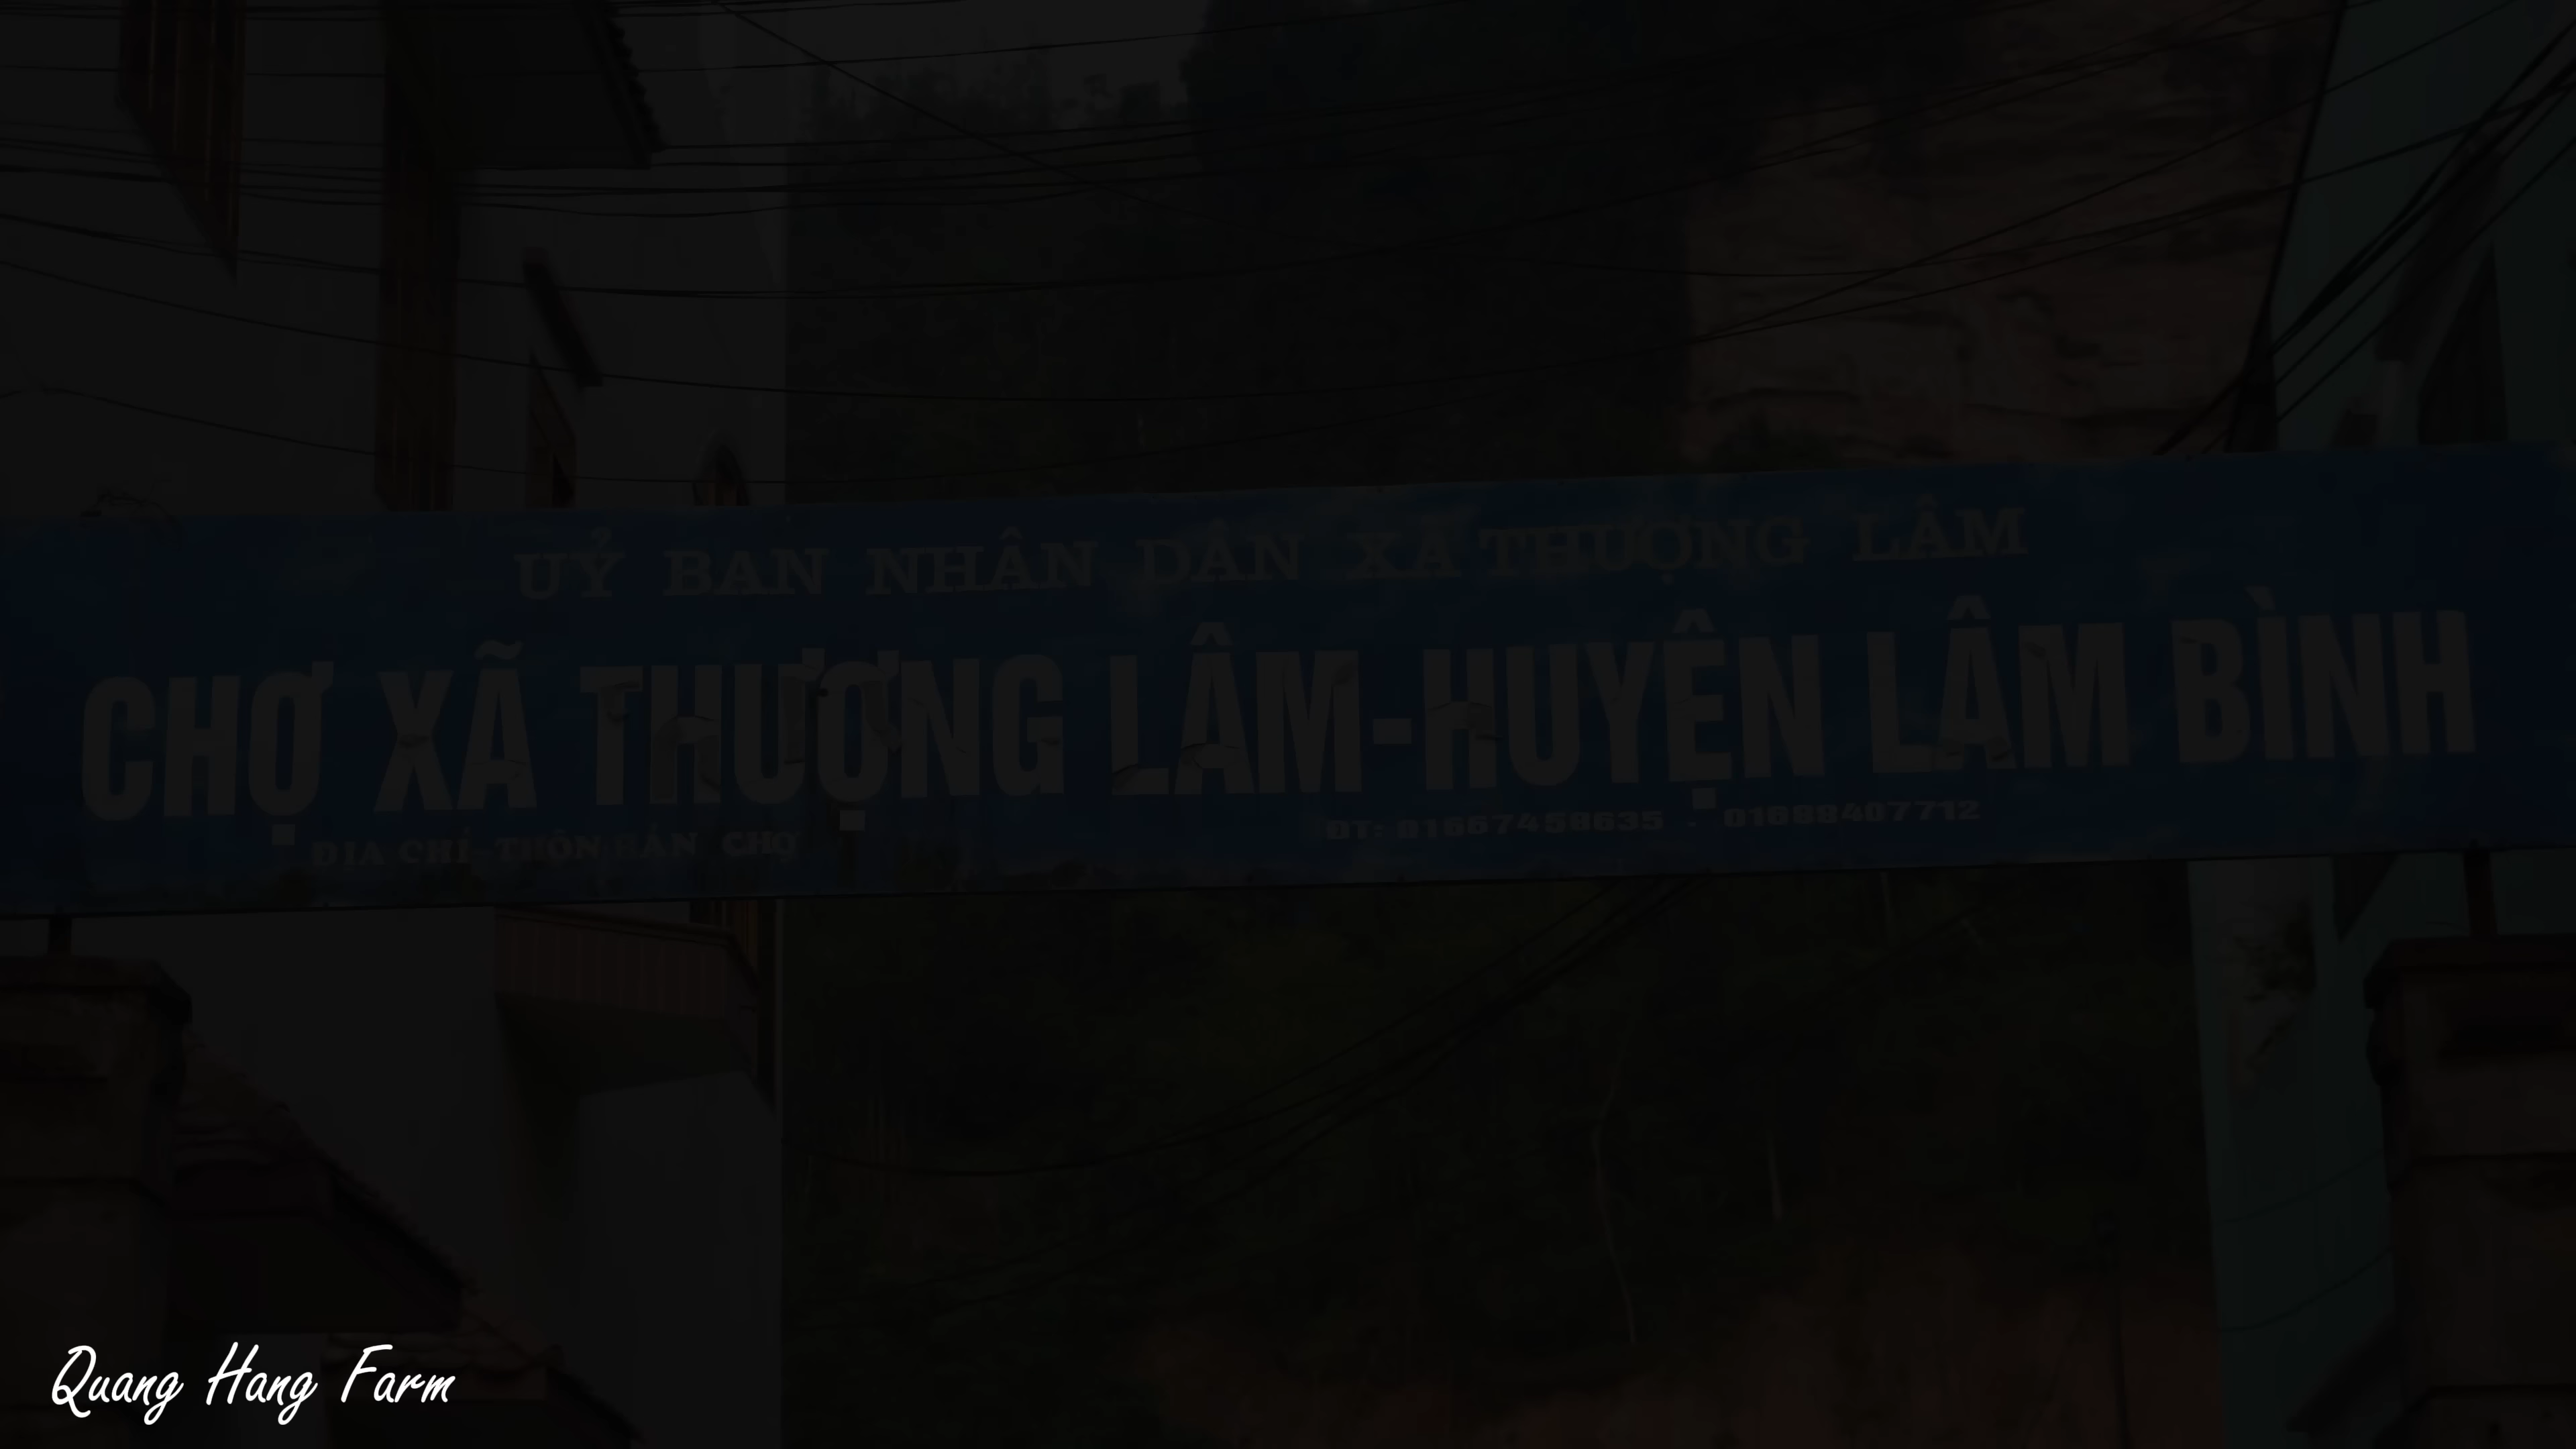 UỶ BAN NHÂN DÂN XÃ THƯỢNG LÂM
CHỢ XÃ THƯỢNG LÂM-HUYỆN LÂM BÌNH
ĐỊA CHỈ THÔN BẢN CHỢ
ĐT: 01667458635 - 01688407712
Quang Hang Farm